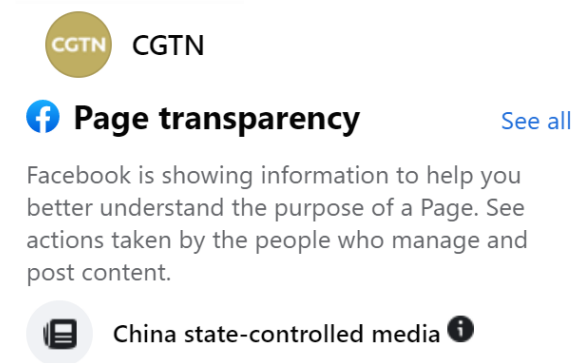 CGTN CGTN
Page transparency See all
Facebook is showing information to help you
better understand the purpose of a Page. See
actions taken by the people who manage and
post content.
China state-controlled media